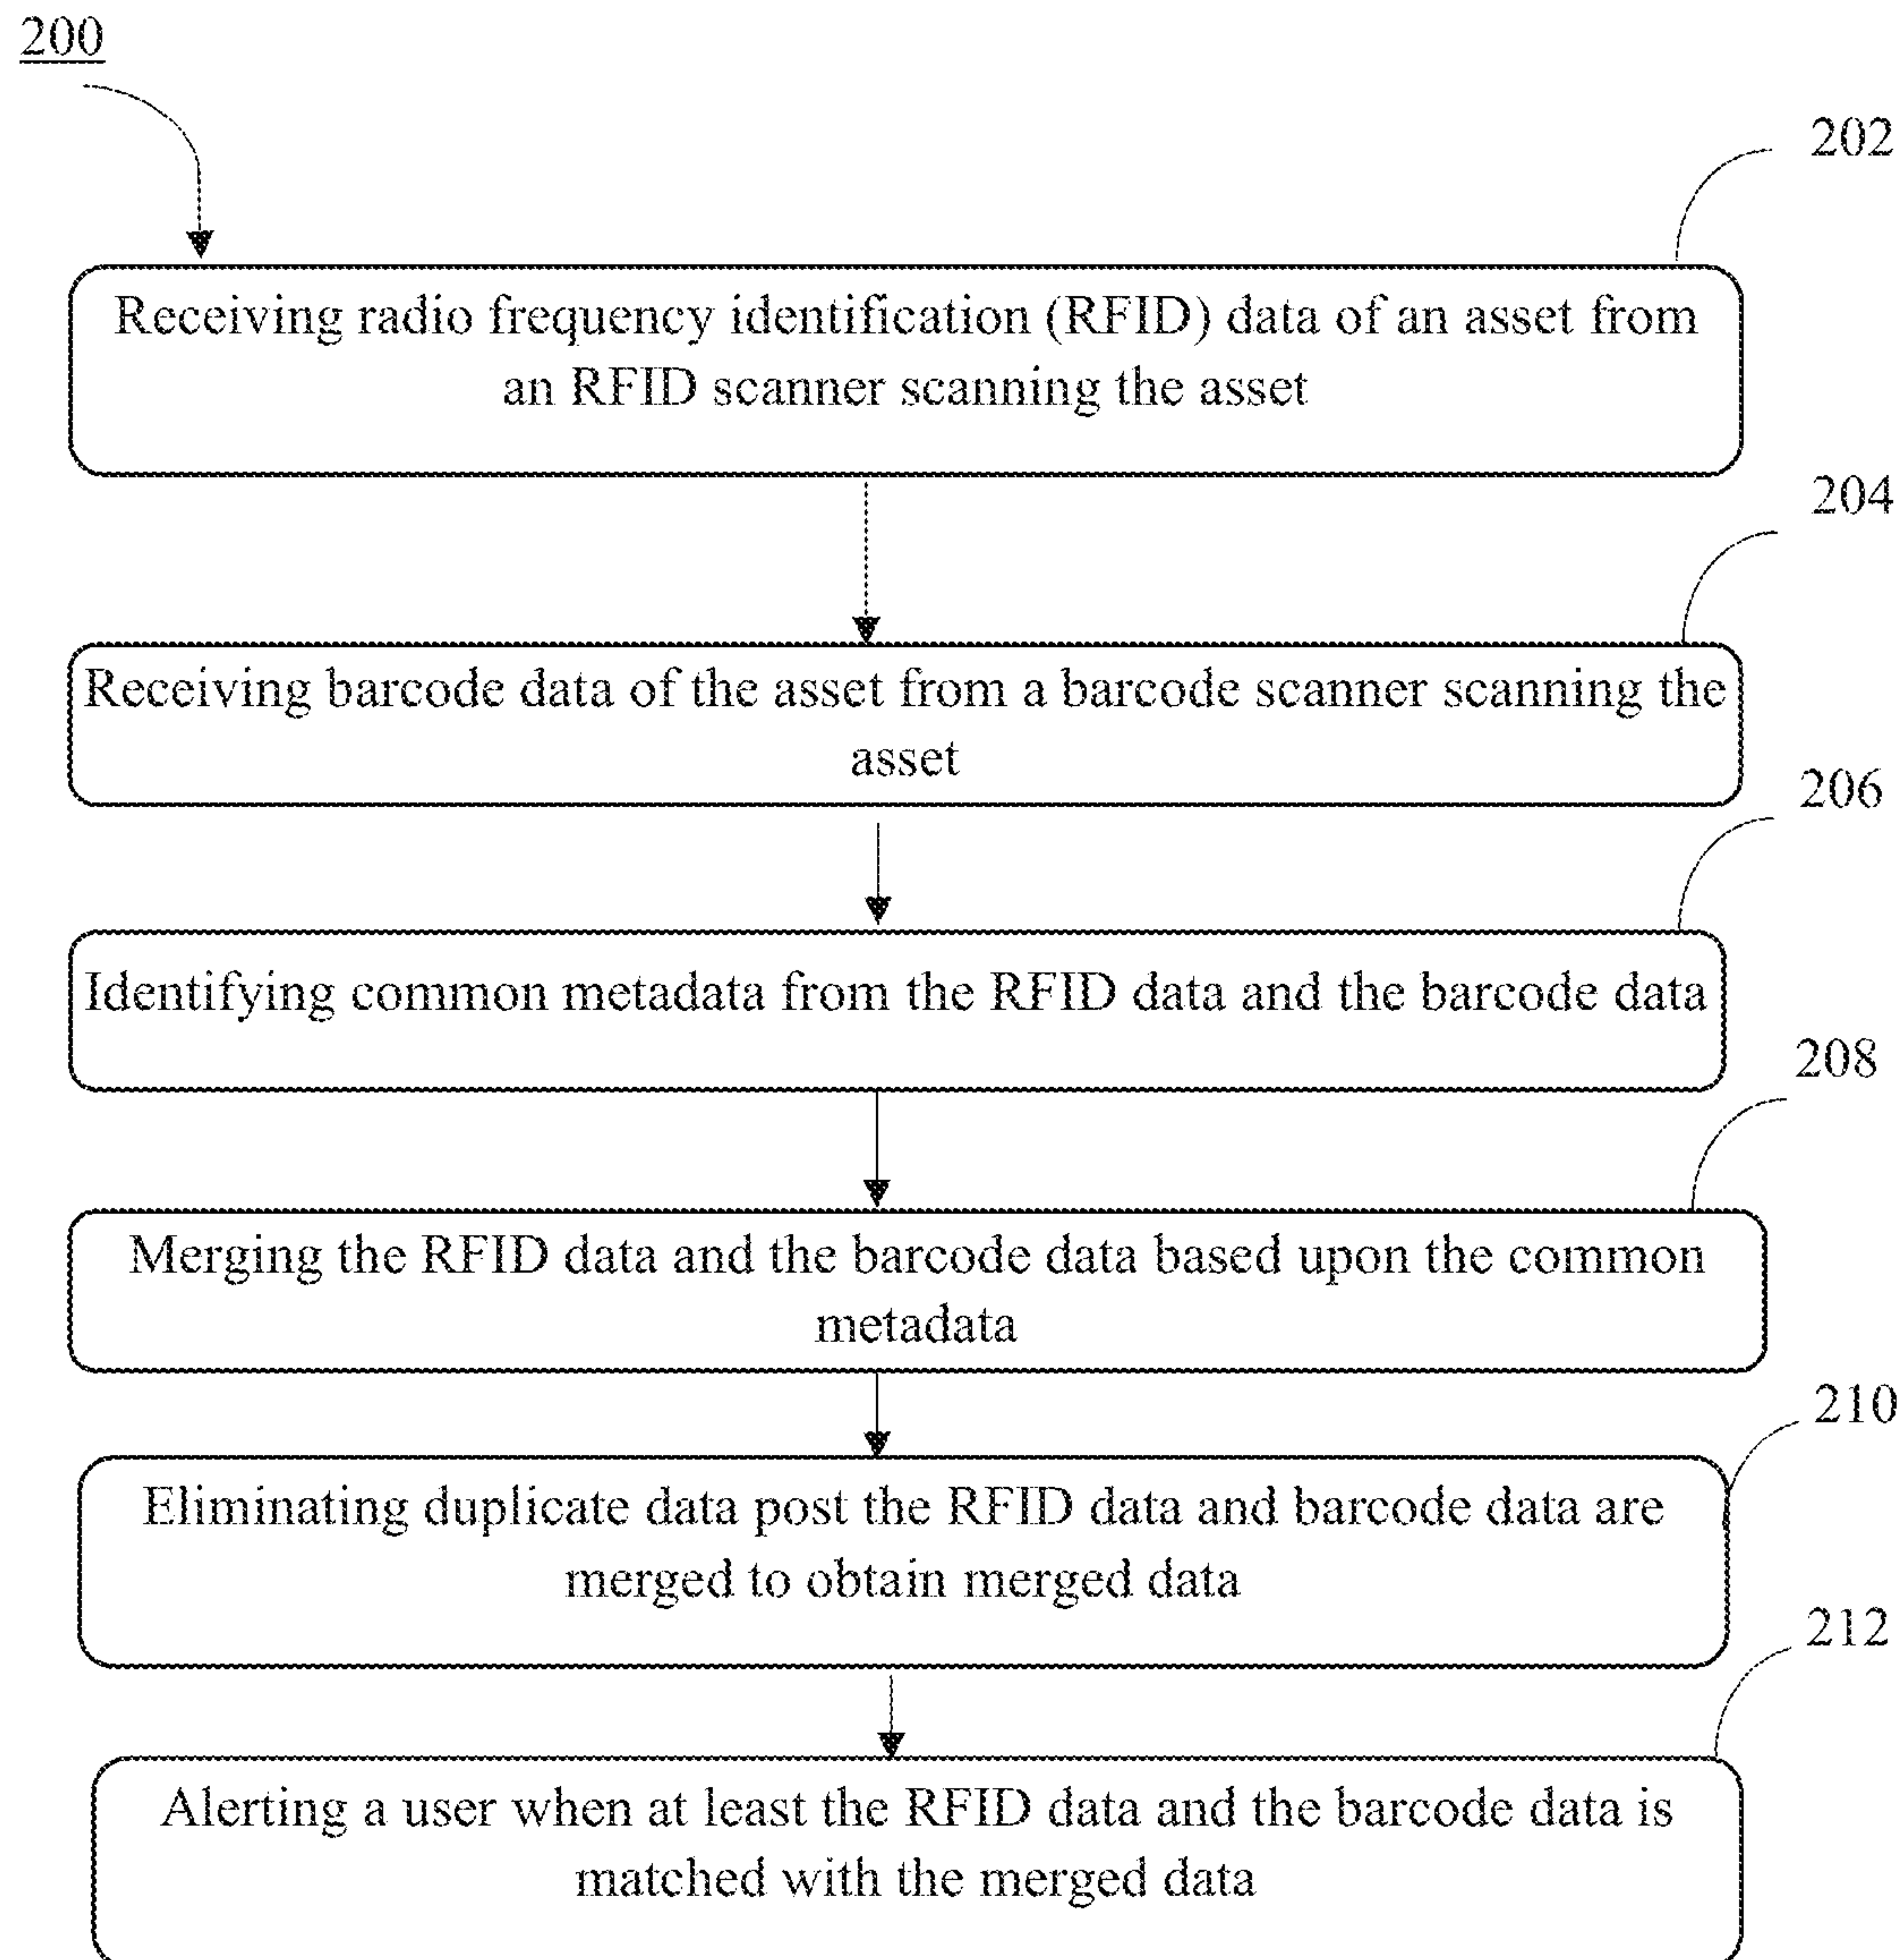 200
202
Receiving radio frequency identification (RFID) data of an asset from
an RFID scanner scanning the asset
204
Receiving barcode data of the asset from a barcode scanner scanning the
asset
206
Identifying common metadata from the RFID data and the barcode data
208
Merging the RFID data and the barcode data based upon the common
metadata
210
Eliminating duplicate data post the RFID data and barcode data are
merged to obtain merged data
212
Alerting a user when at least the RFID data and the barcode data is
matched with the merged data